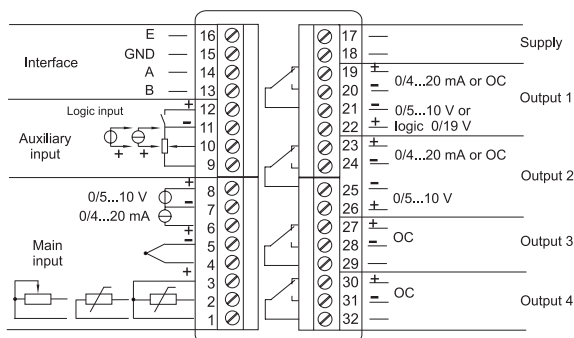 E — 16
GND — 15
A — 14
B — 13
Interface
Logic input
+ 12
- 11
10
+ + 9
Auxiliary
input
0/5...10 V
0/4...20 mA
8
- 7
+ 6
- 5
4
Main
input
+ 3
2
1
17 —
18 —
Supply
19 +
20 -
0/4...20 mA or OC
21 -
22 +
0/5...10 V or
logic 0/19 V
Output 1
23 +
24 -
0/4...20 mA or OC
25 -
26 +
0/5...10 V
Output 2
27 +
28 -
29 —
OC
Output 3
30 +
31 -
32 —
OC
Output 4